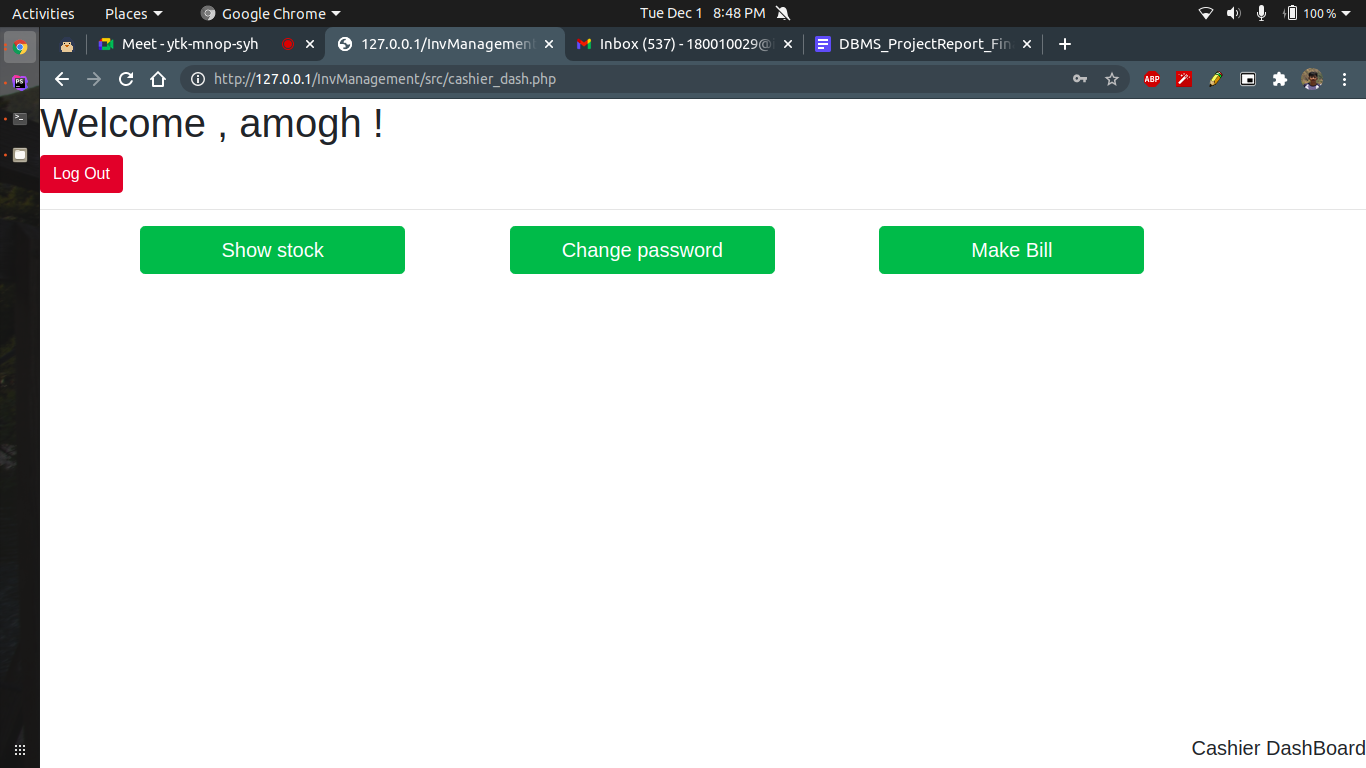 Activities Places Google Chrome Tue Dec 1 8:48 PM 100 %
Meet - ytk-mnop-syh 127.0.0.1/InvManagement Inbox (537) - 180010029@ DBMS_ProjectReport_Fin
http://127.0.0.1/InvManagement/src/cashier_dash.php ABP
PS
Welcome , amogh !
Log Out
Show stock Change password Make Bill
Cashier DashBoard